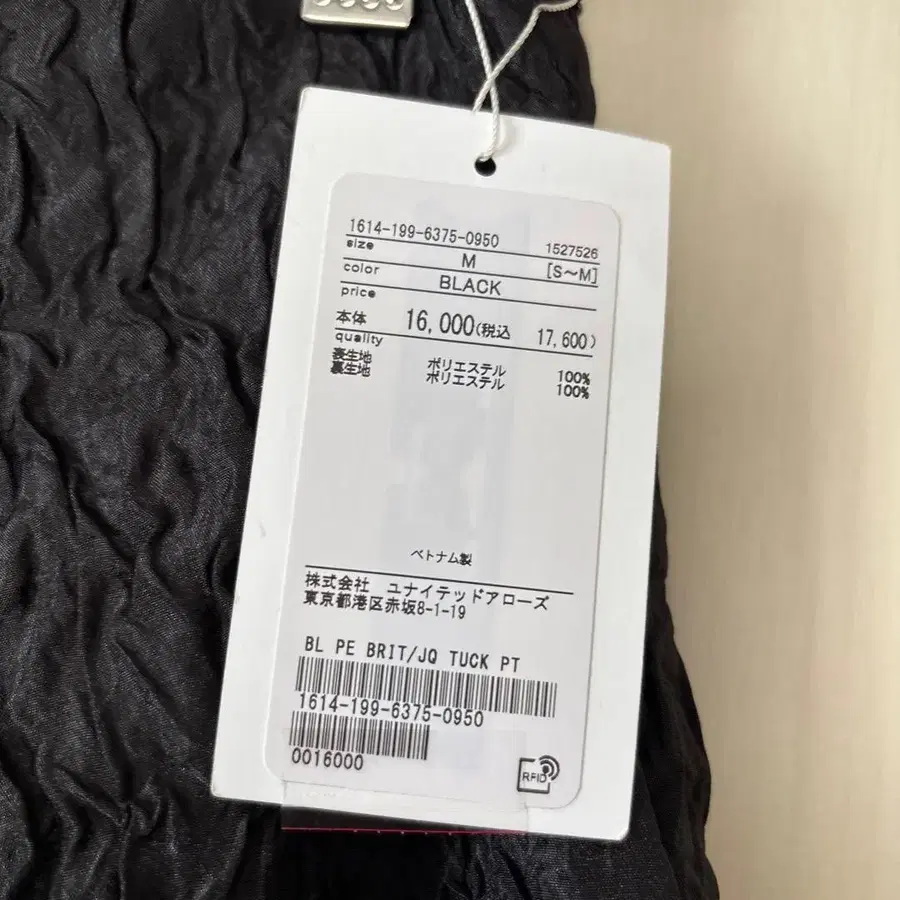 1614-199-6375-0950 1527526
size M [S〜M]
color BLACK
price
本体 16,000(税込 17,600)
quality
表生地 ポリエステル 100%
裏生地 ポリエステル 100%
ベトナム製
株式会社 ユナイテッドアローズ
東京都港区赤坂8-1-19
BL PE BRIT/JQ TUCK PT
1614-199-6375-0950
0016000
RFID